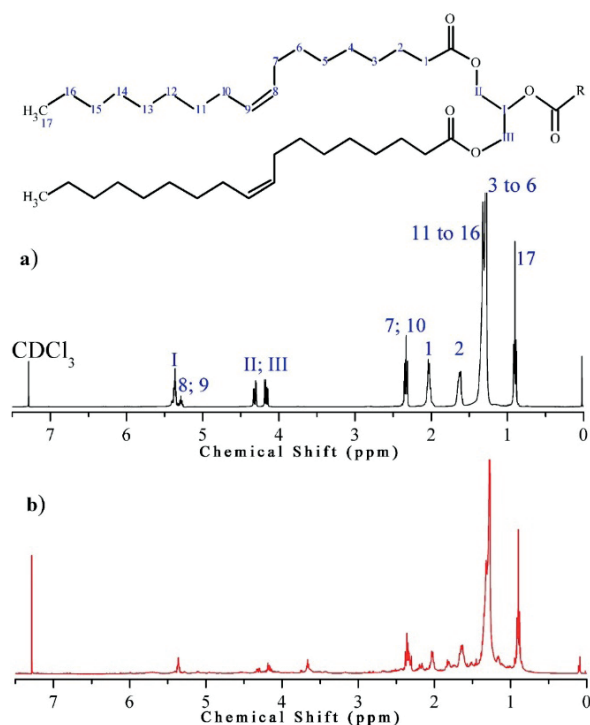 O
6 4 2
7 5 3 1 O
16 14 12 10 8 II I O R
H₃C 15 13 11 9 O III O
17
O
H₃C
3 to 6
11 to 16
a) 17
7; 10
CDCl₃
I II; III 1 2
8; 9
7 6 5 4 3 2 1 0
Chemical Shift (ppm)
b)
7 6 5 4 3 2 1 0
Chemical Shift (ppm)